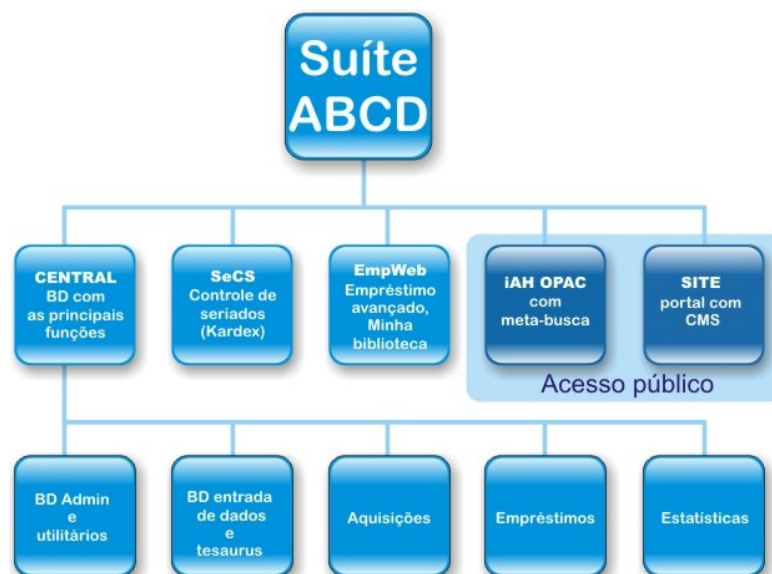 Suíte
ABCD
CENTRAL
BD com
as principais
funções
SeCS
Controle de
seriados
(Kardex)
EmpWeb
Empréstimo
avançado,
Minha
biblioteca
iAH OPAC
com
meta-busca
SITE
portal com
CMS
Acesso público
BD Admin
e
utilitários
BD entrada
de dados
e
tesaurus
Aquisições
Empréstimos
Estatísticas